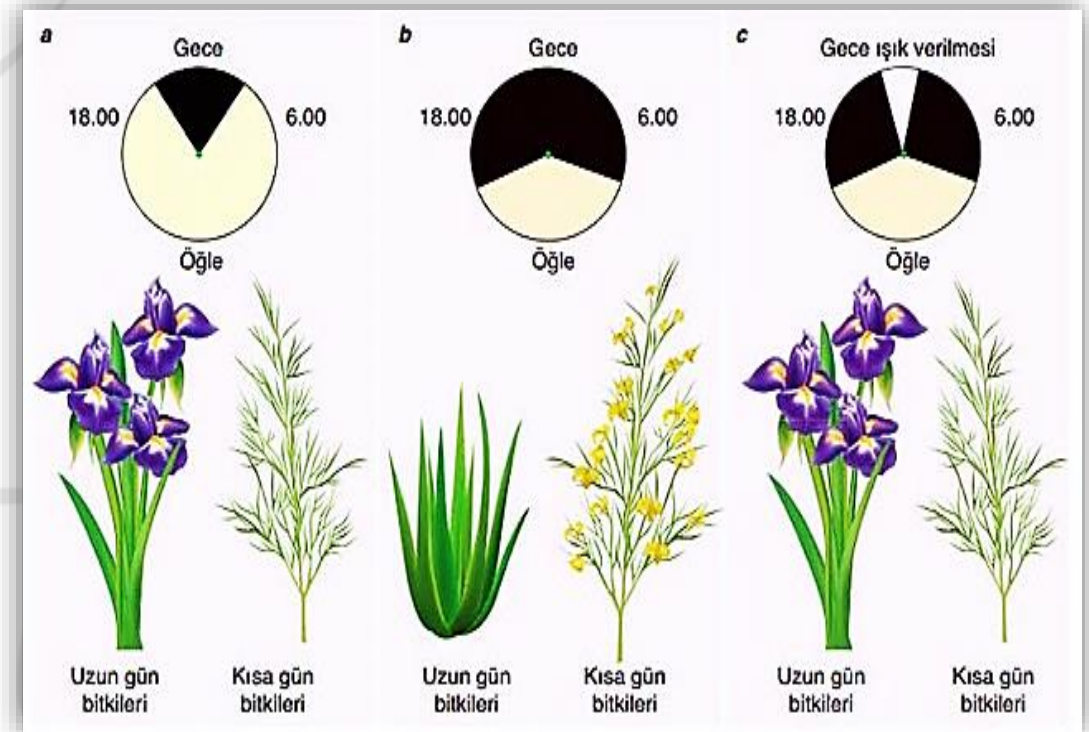 a
Gece
18.00
6.00
Öğle
Uzun gün
bitkileri
Kısa gün
bitkileri
b
Gece
18.00
6.00
Öğle
Uzun gün
bitkileri
Kısa gün
bitkileri
c
Gece ışık verilmesi
18.00
6.00
Öğle
Uzun gün
bitkileri
Kısa gün
bitkileri